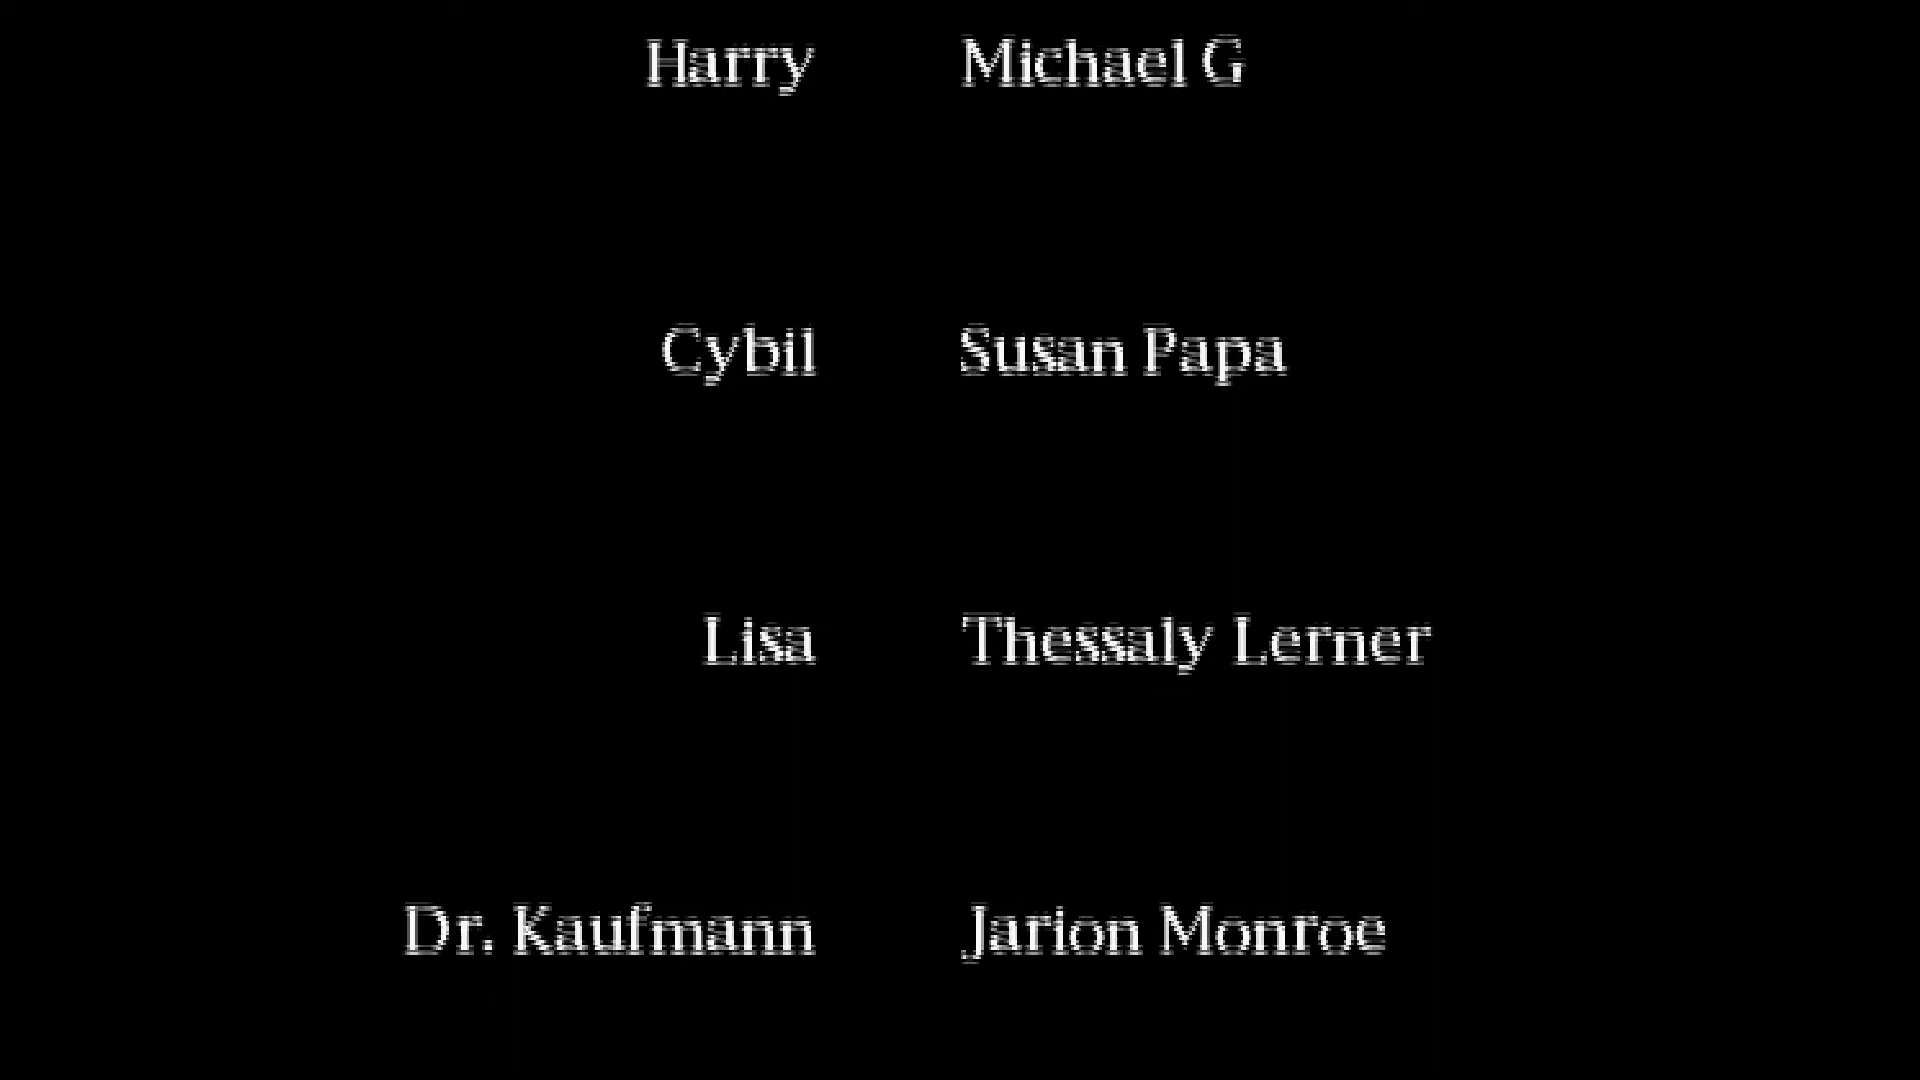 Harry Michael G
Cybil Susan Papa
Lisa Thessaly Lerner
Dr. Kaufmann Jarion Monroe